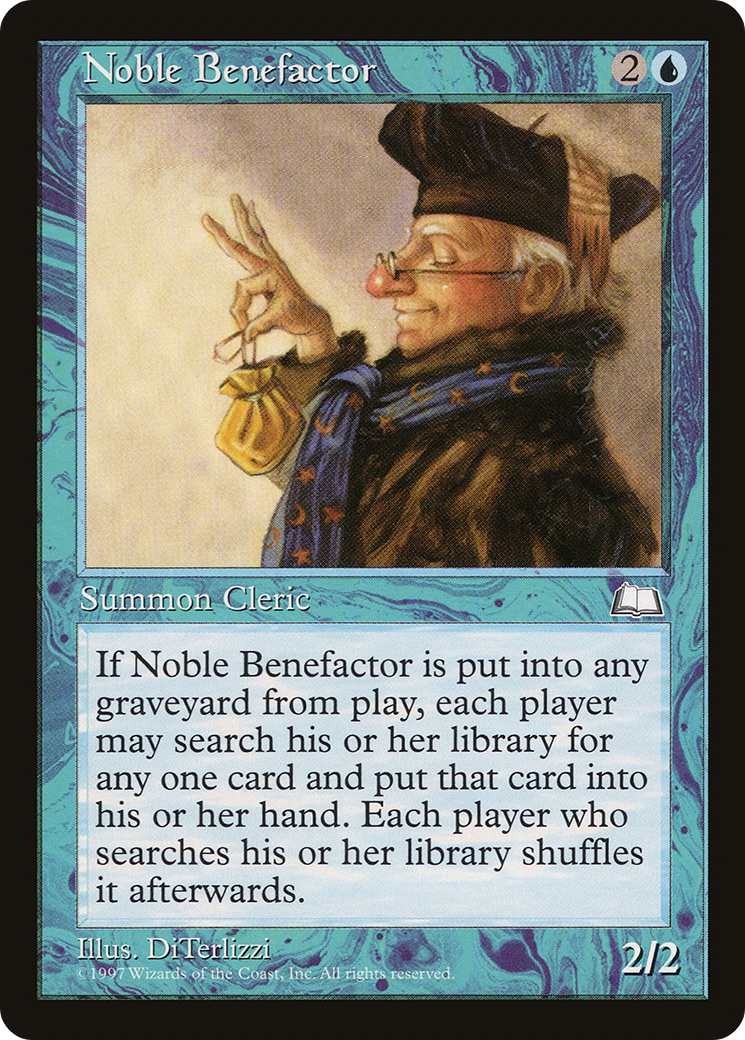 Noble Benefactor 2
Summon Cleric
If Noble Benefactor is put into any
graveyard from play, each player
may search his or her library for
any one card and put that card into
his or her hand. Each player who
searches his or her library shuffles
it afterwards.
Illus. DiTerlizzi
©1997 Wizards of the Coast, Inc. All rights reserved.
2/2